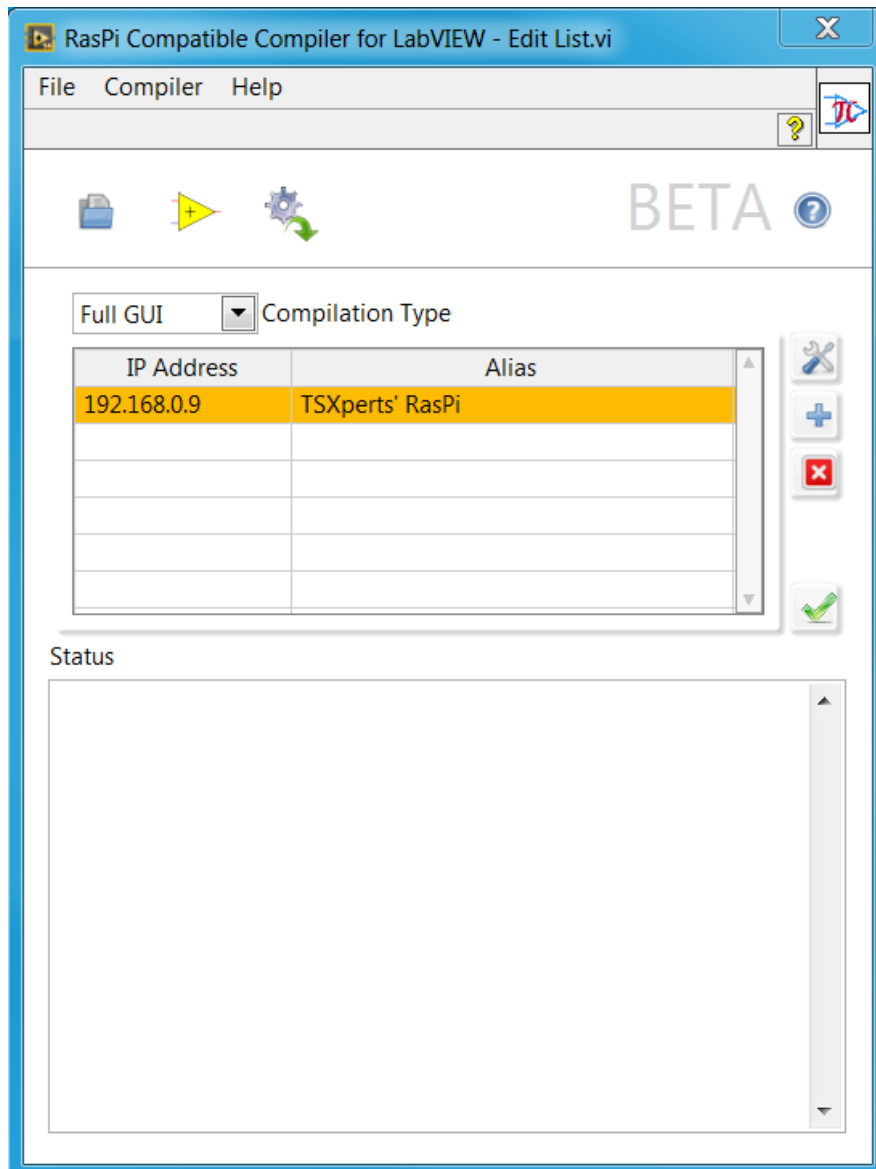 RasPi Compatible Compiler for LabVIEW - Edit List.vi
File Compiler Help
BETA
Full GUI Compilation Type
IP Address Alias
192.168.0.9 TSXperts' RasPi
Status